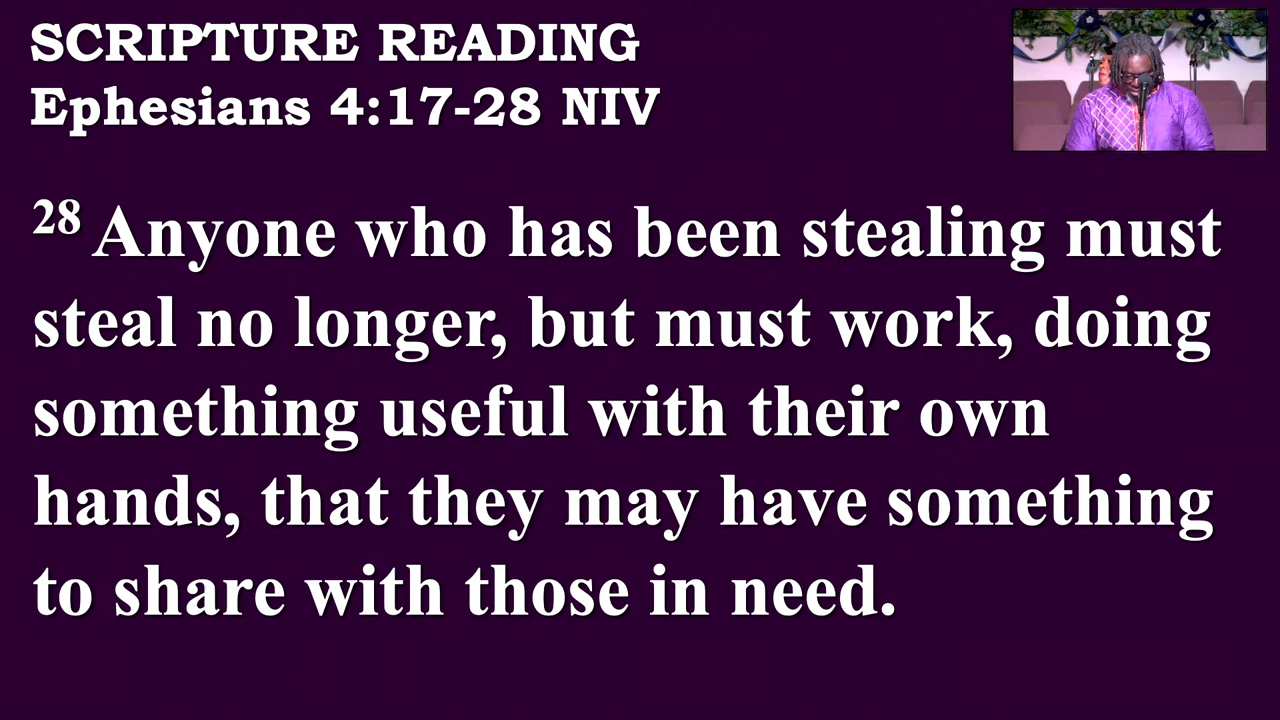 SCRIPTURE READING
Ephesians 4:17-28 NIV
28 Anyone who has been stealing must
steal no longer, but must work, doing
something useful with their own
hands, that they may have something
to share with those in need.